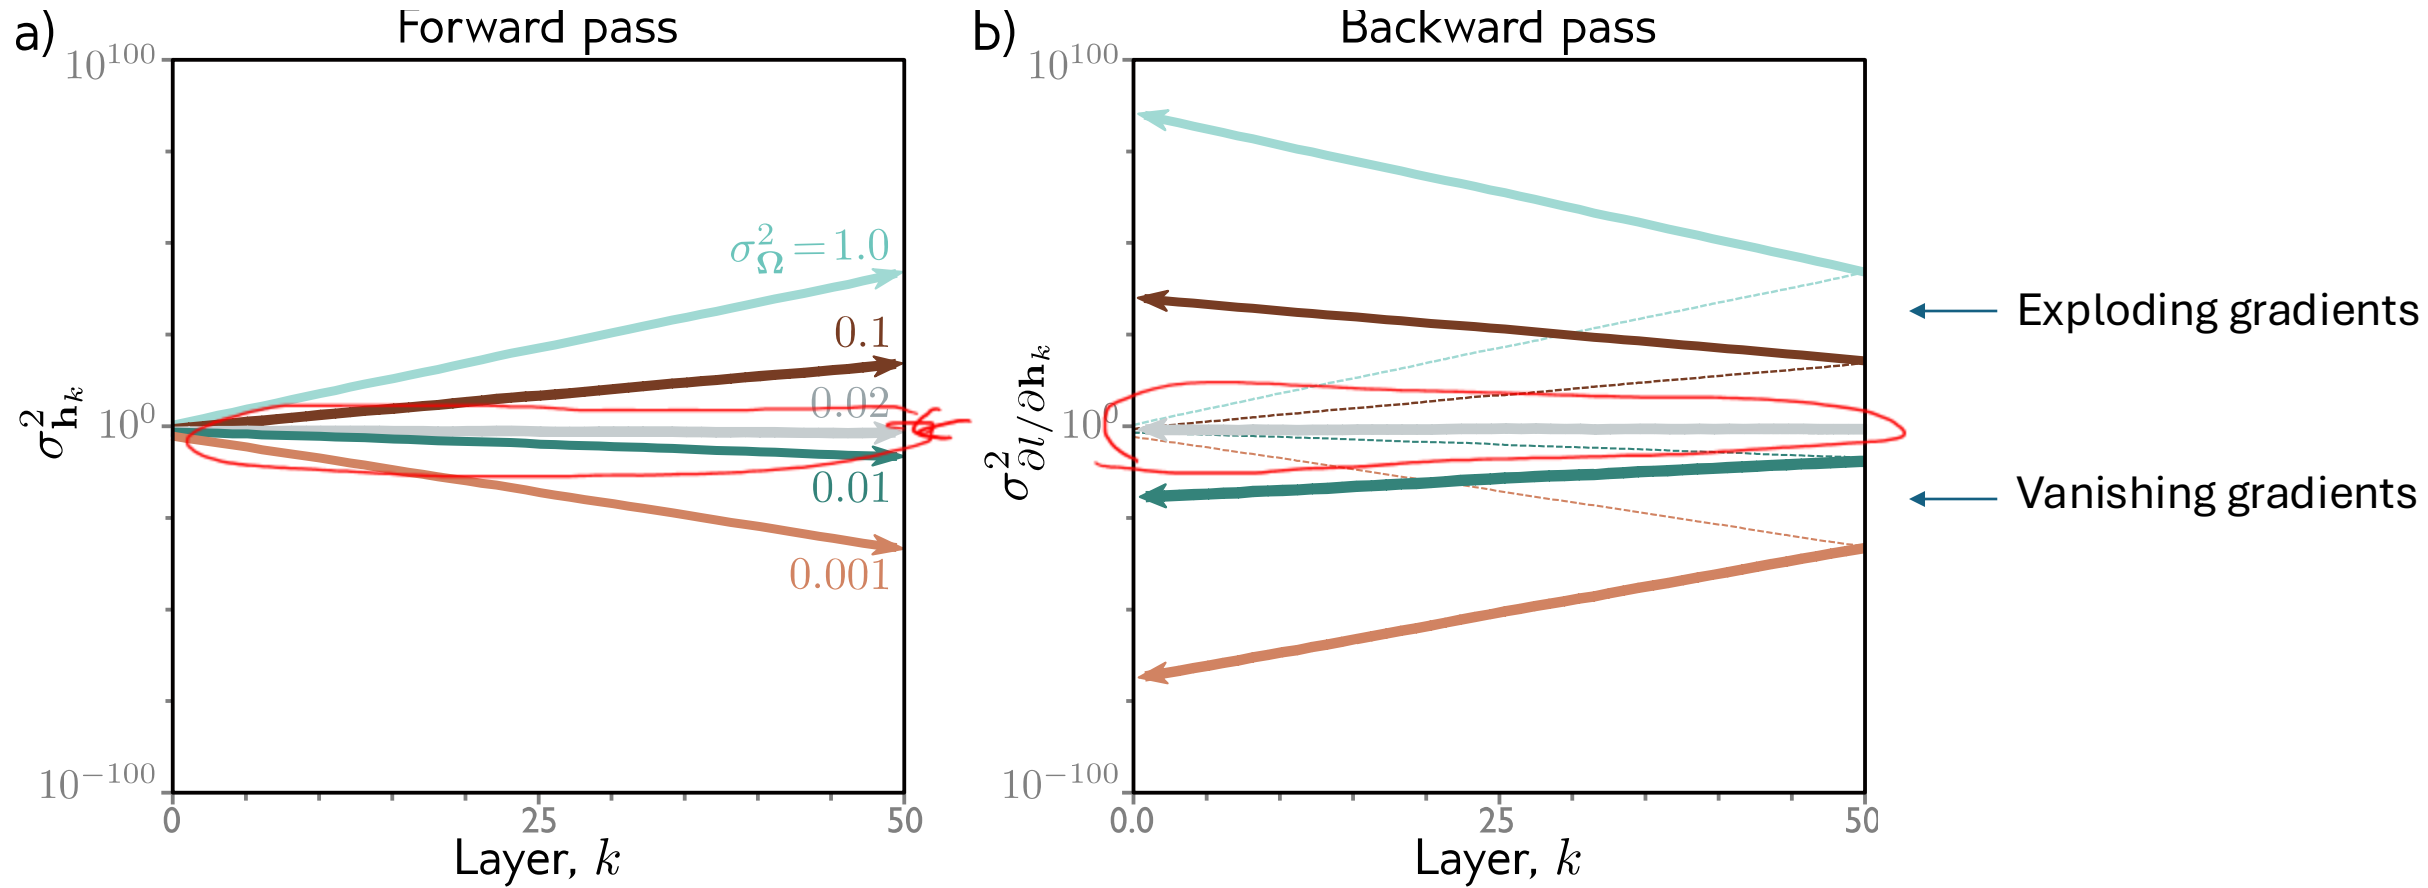 a)
Forward pass
10^100
10^0
10^−100
σ²_h_k
σ²_Ω=1.0
0.1
0.02
0.01
0.001
0
25
50
Layer, k
b)
Backward pass
10^100
10^0
10^−100
σ²_∂l/∂h_k
0.0
25
50
Layer, k
Exploding gradients
Vanishing gradients